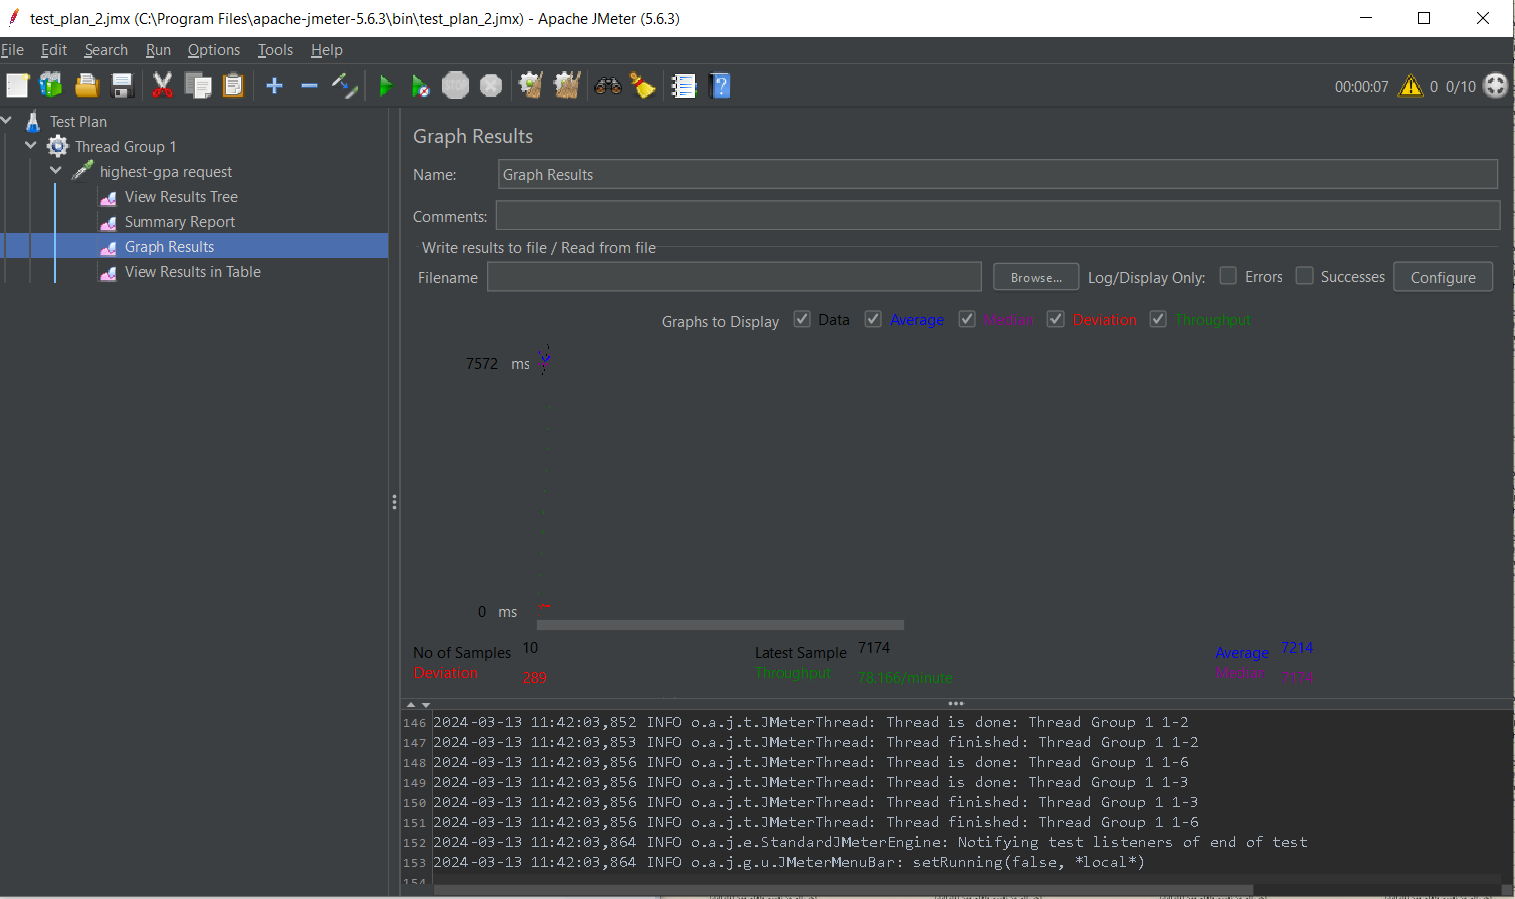 test_plan_2.jmx (C:\Program Files\apache-jmeter-5.6.3\bin\test_plan_2.jmx) - Apache JMeter (5.6.3)
File Edit Search Run Options Tools Help
00:00:07 0 0/10
Test Plan
Thread Group 1
highest-gpa request
View Results Tree
Summary Report
Graph Results
View Results in Table
Graph Results
Name: Graph Results
Comments:
Write results to file / Read from file
Filename Browse... Log/Display Only: Errors Successes Configure
Graphs to Display Data Average Median Deviation Throughput
7572 ms
0 ms
No of Samples 10 Latest Sample 7174 Average 7214
Deviation 289 Throughput 78.166/minute Median 7174
146 2024-03-13 11:42:03,852 INFO o.a.j.t.JMeterThread: Thread is done: Thread Group 1 1-2
147 2024-03-13 11:42:03,853 INFO o.a.j.t.JMeterThread: Thread finished: Thread Group 1 1-2
148 2024-03-13 11:42:03,856 INFO o.a.j.t.JMeterThread: Thread is done: Thread Group 1 1-6
149 2024-03-13 11:42:03,856 INFO o.a.j.t.JMeterThread: Thread is done: Thread Group 1 1-3
150 2024-03-13 11:42:03,856 INFO o.a.j.t.JMeterThread: Thread finished: Thread Group 1 1-3
151 2024-03-13 11:42:03,856 INFO o.a.j.t.JMeterThread: Thread finished: Thread Group 1 1-6
152 2024-03-13 11:42:03,864 INFO o.a.j.e.StandardJMeterEngine: Notifying test listeners of end of test
153 2024-03-13 11:42:03,864 INFO o.a.j.g.u.JMeterMenuBar: setRunning(false, *local*)
154